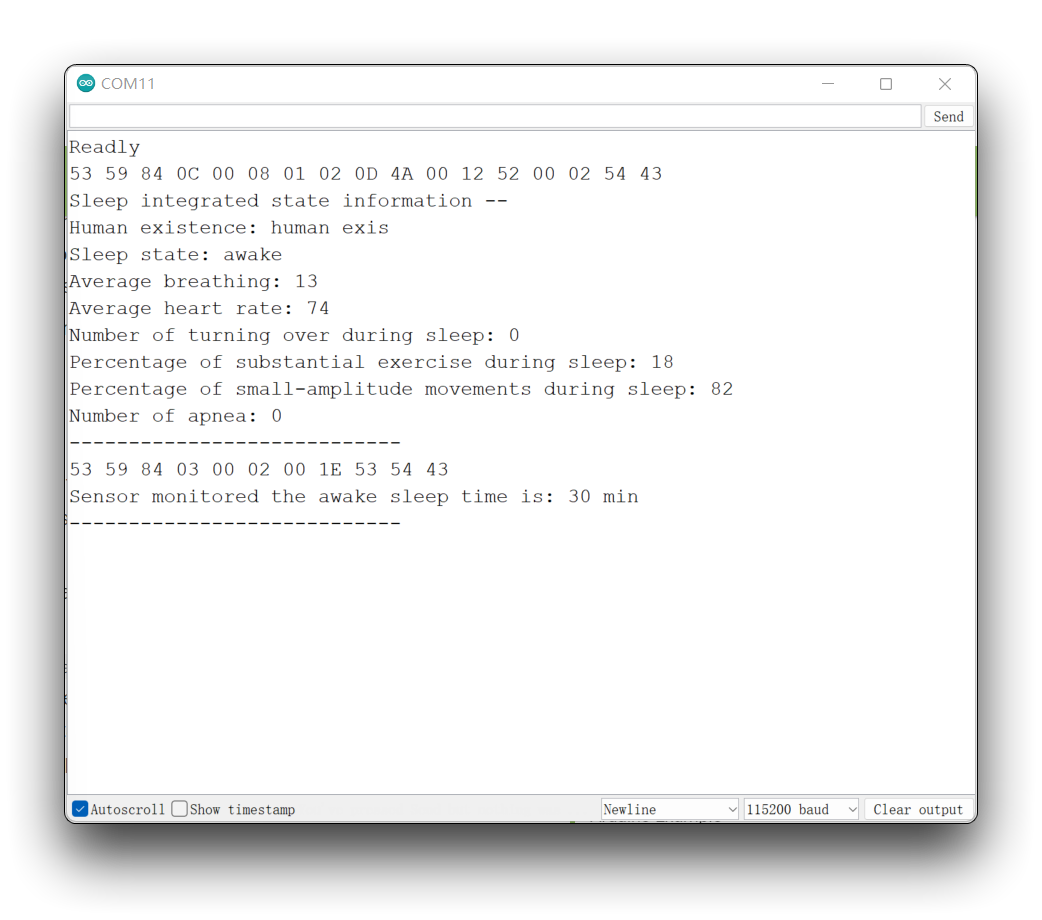 COM11
Send
Readly
53 59 84 0C 00 08 01 02 0D 4A 00 12 52 00 02 54 43
Sleep integrated state information --
Human existence: human exis
Sleep state: awake
Average breathing: 13
Average heart rate: 74
Number of turning over during sleep: 0
Percentage of substantial exercise during sleep: 18
Percentage of small-amplitude movements during sleep: 82
Number of apnea: 0
----------------------------
53 59 84 03 00 02 00 1E 53 54 43
Sensor monitored the awake sleep time is: 30 min
----------------------------
Autoscroll Show timestamp Newline 115200 baud Clear output